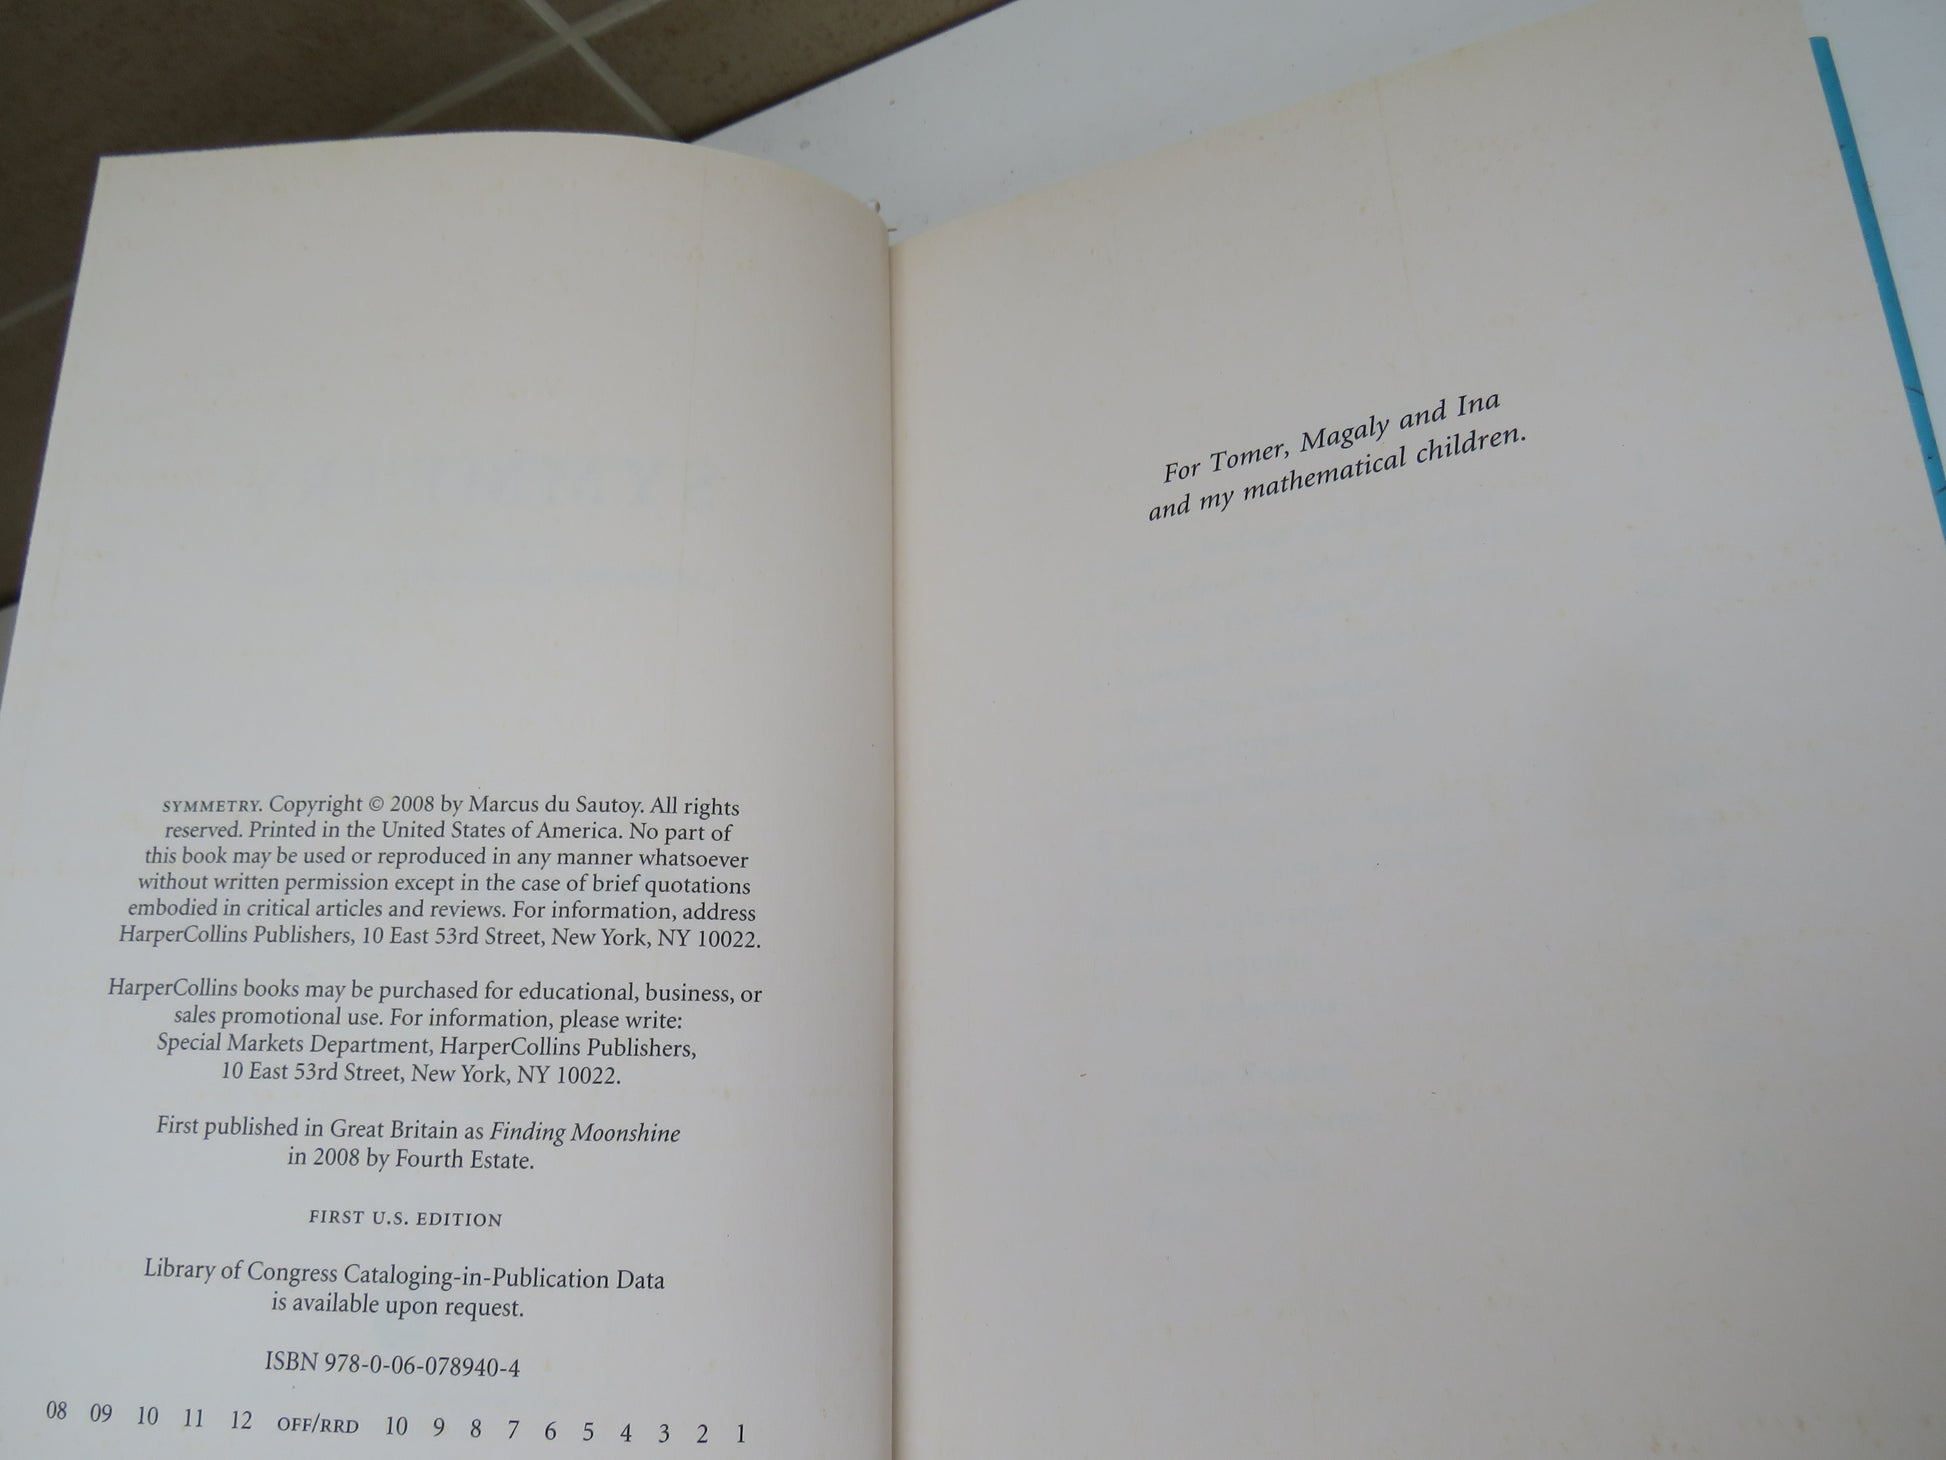 SYMMETRY. Copyright © 2008 by Marcus du Sautoy. All rights
reserved. Printed in the United States of America. No part of
this book may be used or reproduced in any manner whatsoever
without written permission except in the case of brief quotations
embodied in critical articles and reviews. For information, address
HarperCollins Publishers, 10 East 53rd Street, New York, NY 10022.
HarperCollins books may be purchased for educational, business, or
sales promotional use. For information, please write:
Special Markets Department, HarperCollins Publishers,
10 East 53rd Street, New York, NY 10022.
First published in Great Britain as Finding Moonshine
in 2008 by Fourth Estate.
FIRST U.S. EDITION
Library of Congress Cataloging-in-Publication Data
is available upon request.
ISBN 978-0-06-078940-4
08 09 10 11 12 OFF/RRD 10 9 8 7 6 5 4 3 2 1
For Tomer, Magaly and Ina
and my mathematical children.